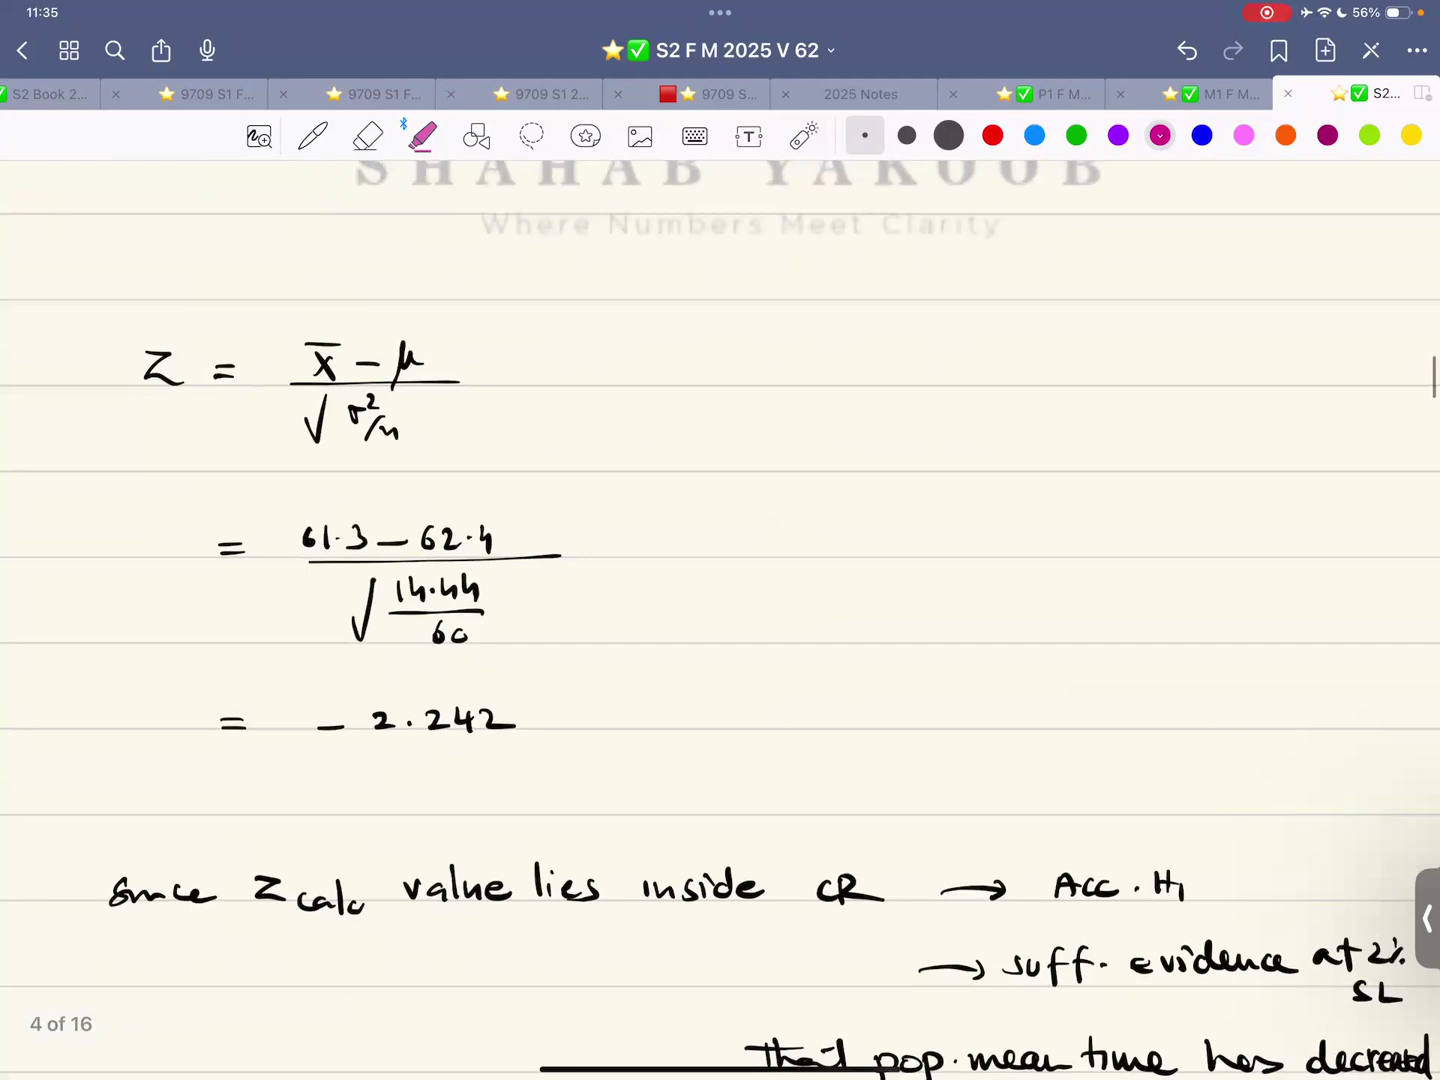 11:35
56%
S2 F M 2025 V 62
S2 Book 2...
9709 S1 F...
9709 S1 F...
9709 S1 2...
9709 S...
2025 Notes
P1 F M...
M1 F M...
S2...
SHAHAB YAKOOB
Where Numbers Meet Clarity
Z = (x̄ − μ) / √(σ²/n)
= (61.3 − 62.4) / √(14.44/60)
= − 2.242
Since Z calc value lies inside CR → Acc. H₁
→ suff. evidence at 2%
SL
that pop. mean time has decreased
4 of 16